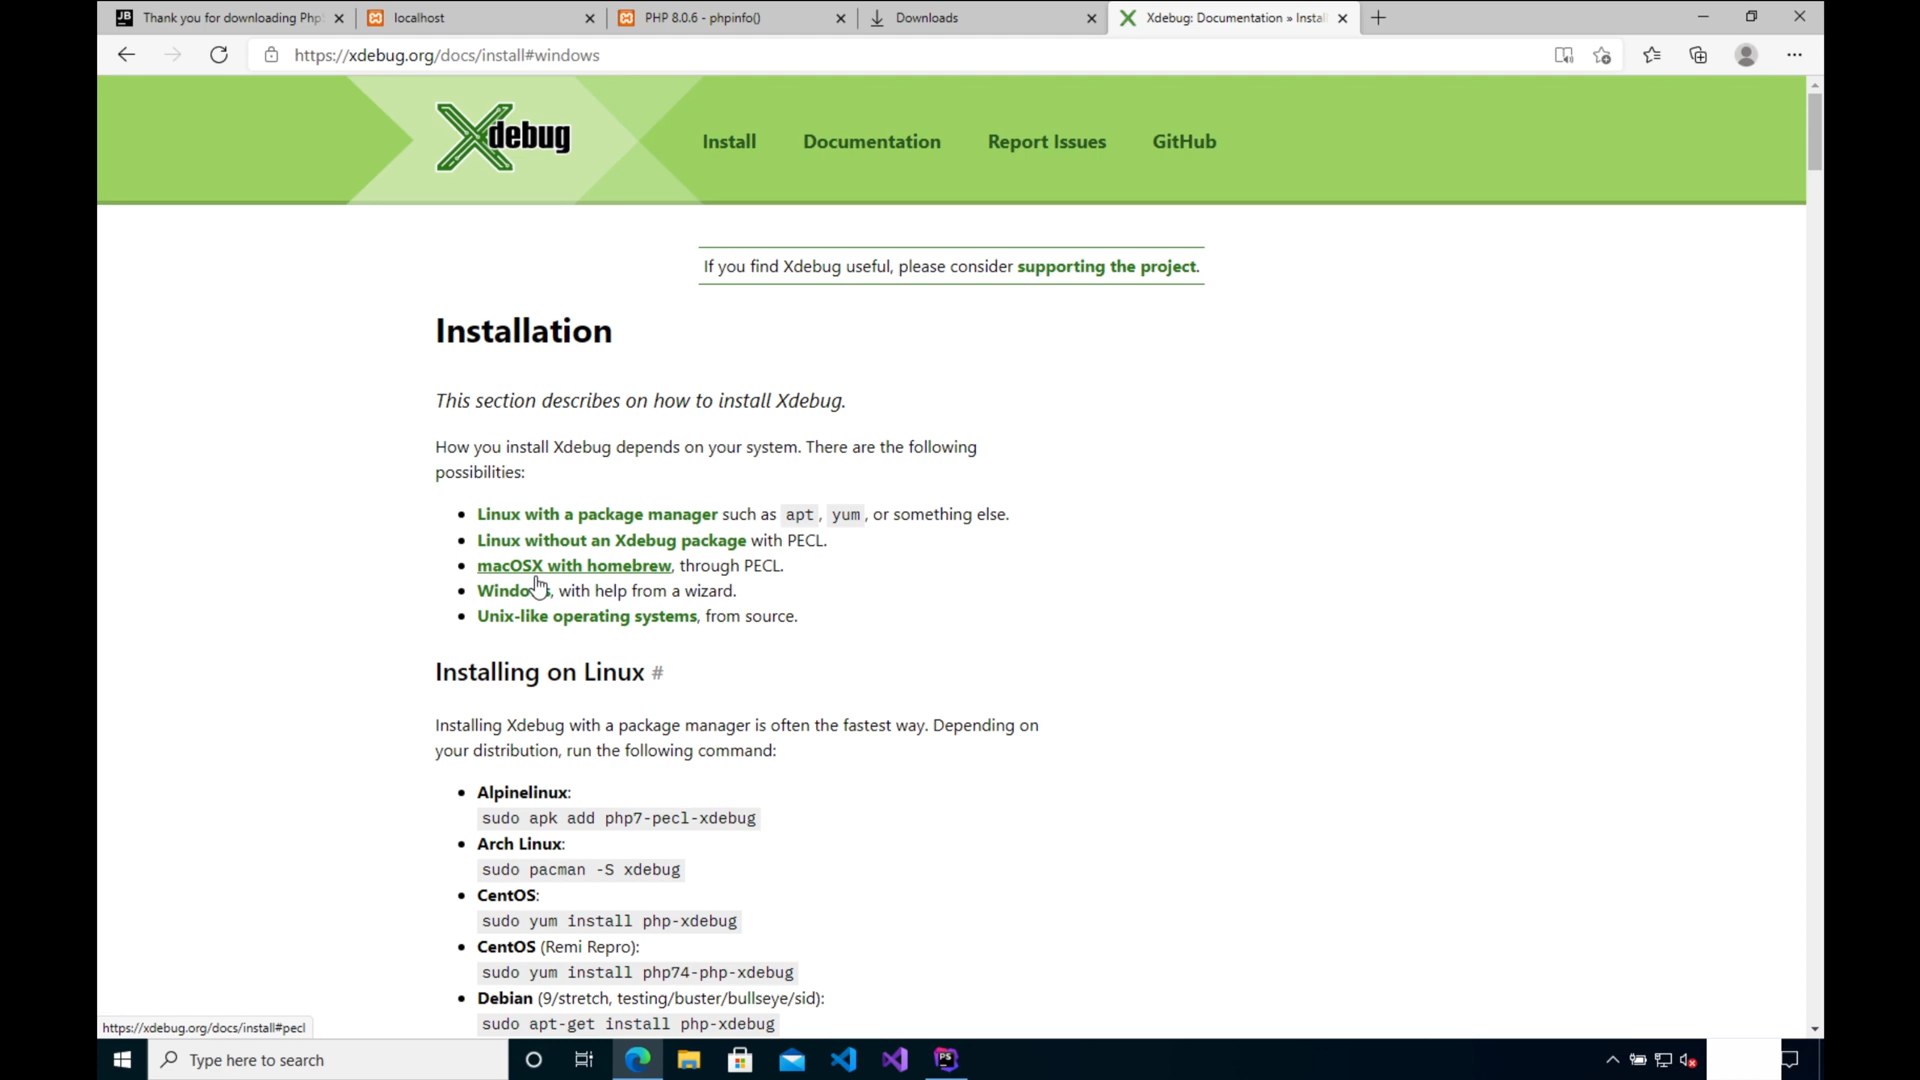 Thank you for downloading Php
localhost
PHP 8.0.6 - phpinfo()
Downloads
Xdebug: Documentation » Instal
https://xdebug.org/docs/install#windows
Xdebug
Install
Documentation
Report Issues
GitHub
If you find Xdebug useful, please consider supporting the project.
Installation
This section describes on how to install Xdebug.
How you install Xdebug depends on your system. There are the following
possibilities:
Linux with a package manager such as apt, yum, or something else.
Linux without an Xdebug package with PECL.
macOSX with homebrew, through PECL.
Windows, with help from a wizard.
Unix-like operating systems, from source.
Installing on Linux #
Installing Xdebug with a package manager is often the fastest way. Depending on
your distribution, run the following command:
Alpinelinux:
sudo apk add php7-pecl-xdebug
Arch Linux:
sudo pacman -S xdebug
CentOS:
sudo yum install php-xdebug
CentOS (Remi Repro):
sudo yum install php74-php-xdebug
Debian (9/stretch, testing/buster/bullseye/sid):
sudo apt-get install php-xdebug
https://xdebug.org/docs/install#pecl
Type here to search